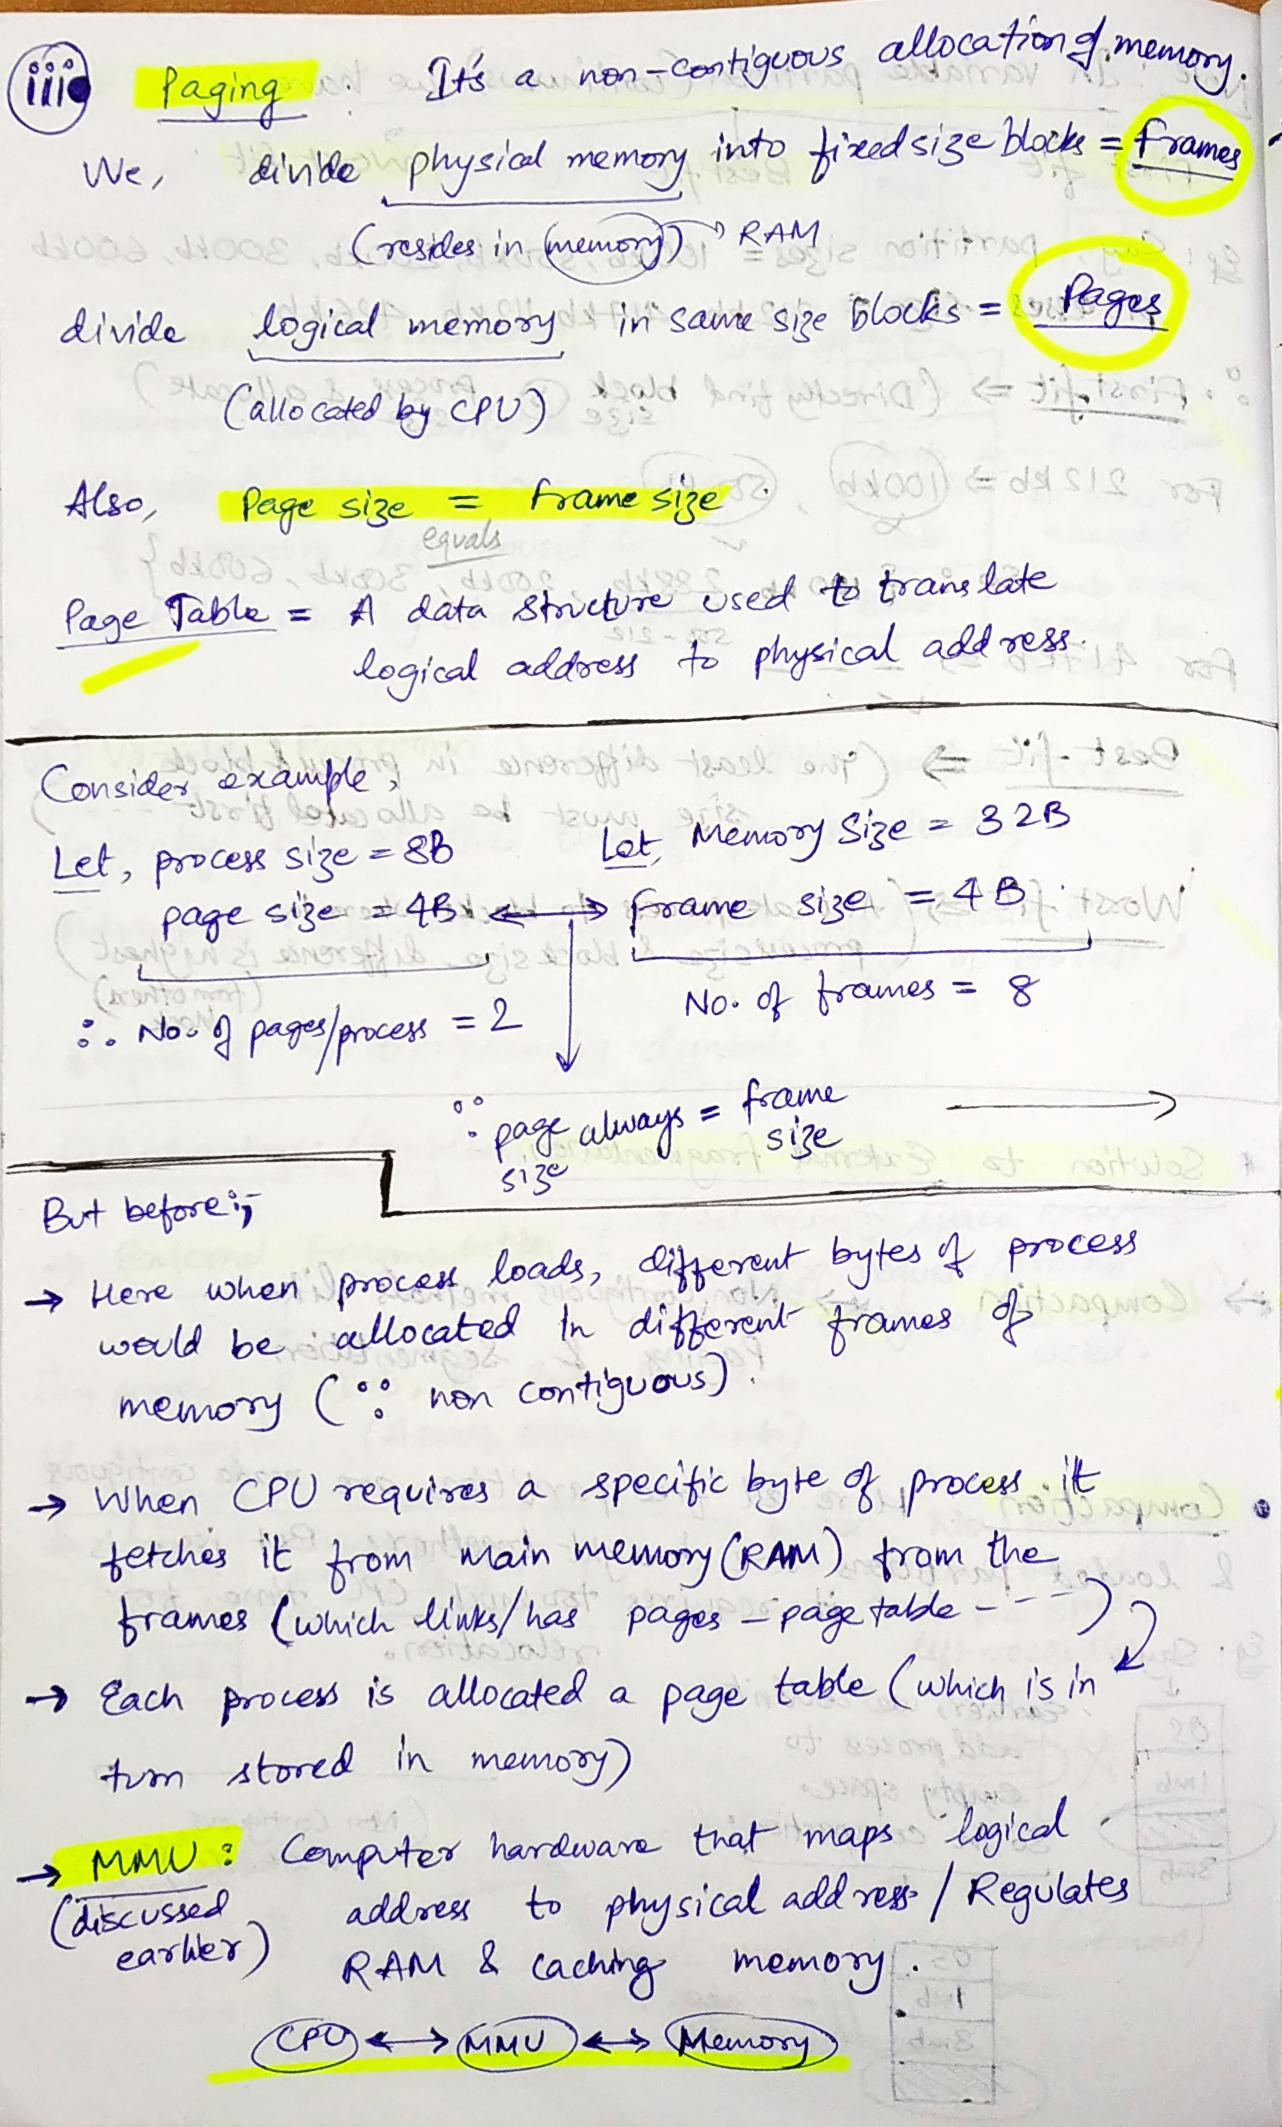 iii Paging It's a non-contiguous allocation of memory.
We, divide physical memory into fixed size blocks = frames
(resides in memory) → RAM
divide logical memory in same size blocks = Pages
(allocated by CPU)
Also, Page size = frame size.
equals
Page Table = A data structure used to translate
logical address to physical address.
Consider example,
Let, process size = 8B Let, Memory Size = 32B
page size = 4B ↔ frame size = 4B
∴ No. of pages/process = 2 No. of frames = 8
∵ page size always = frame size →
But before :-
→ Here when process loads, different bytes of process
would be allocated in different frames of
memory (∵ non contiguous).
→ When CPU requires a specific byte of process it
fetches it from main memory (RAM) from the
frames (which links/has pages - page table ---)
→ Each process is allocated a page table (which is in
turn stored in memory)
→ MMU : Computer hardware that maps logical
(discussed earlier) address to physical address / Regulates
RAM & caching memory.
CPU ↔ MMU ↔ Memory